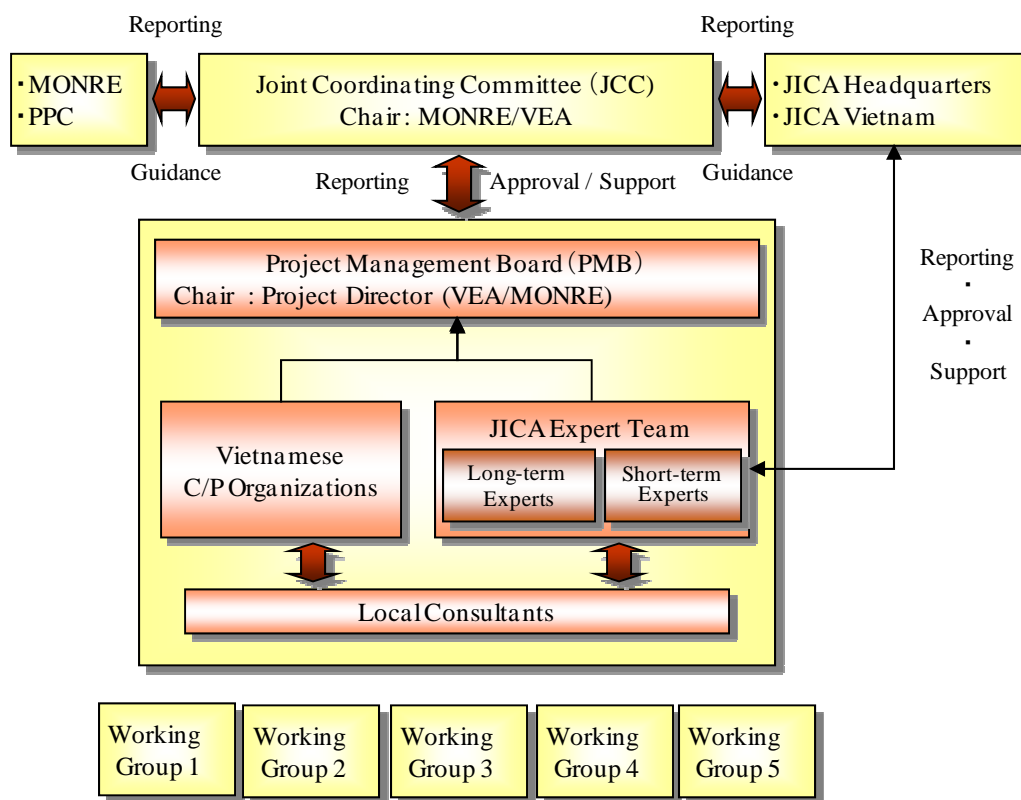 Reporting
Reporting
・MONRE
・PPC
Joint Coordinating Committee (JCC)
Chair: MONRE/VEA
・JICA Headquarters
・JICA Vietnam
Guidance
Reporting
Approval / Support
Guidance
Project Management Board (PMB)
Chair : Project Director (VEA/MONRE)
Reporting
・
Approval
・
Support
Vietnamese
C/P Organizations
JICA Expert Team
Long-term
Experts
Short-term
Experts
Local Consultants
Working
Group 1
Working
Group 2
Working
Group 3
Working
Group 4
Working
Group 5